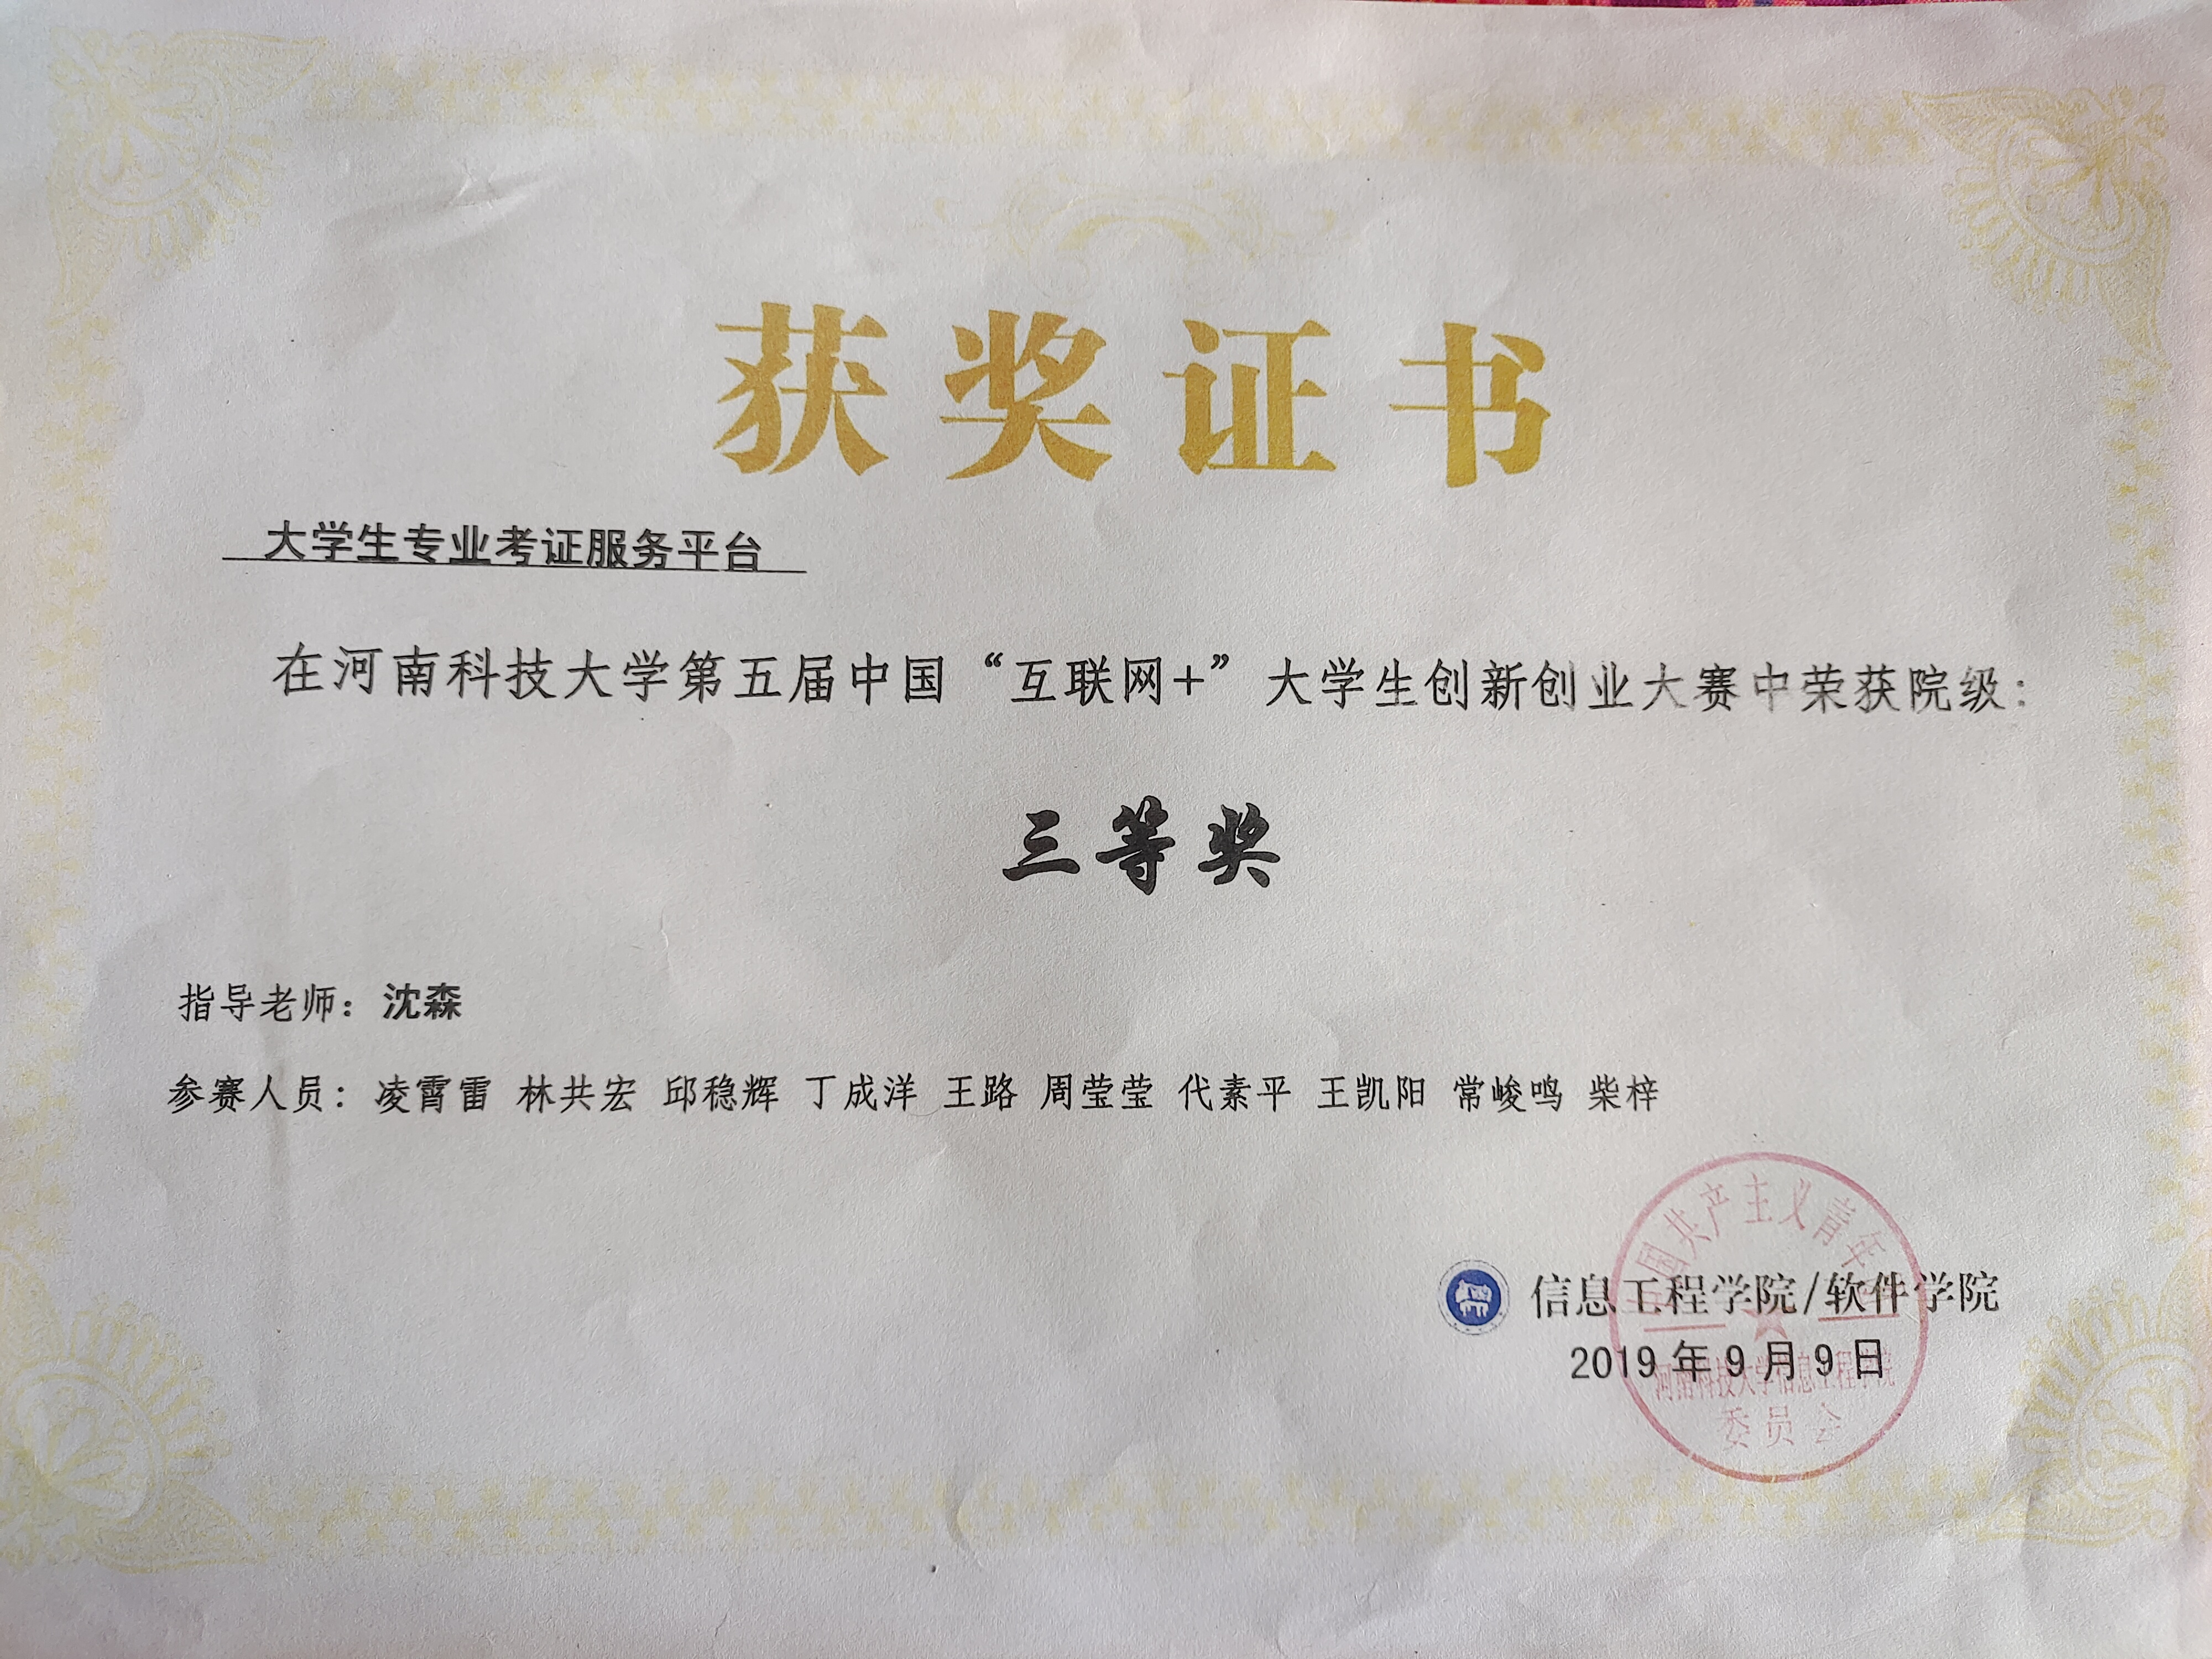 获奖证书
大学生专业考证服务平台
在河南科技大学第五届中国“互联网+”大学生创新创业大赛中荣获院级：
三等奖
指导老师：沈森
参赛人员：凌霄雷 林共宏 邱稳辉 丁成洋 王路 周莹莹 代素平 王凯阳 常峻鸣 柴梓
信息工程学院/软件学院
2019年9月9日
国共产主义青年
河南科技大学信息工程学院
委员会